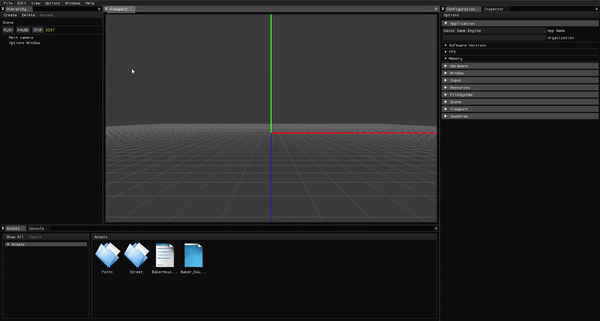 File Edit View Options Windows Help
Hierarchy
Create Delete Rename
Scene
PLAY PAUSE STOP EDIT
Main camera
Options Window
Viewport
Configuration Inspector
Options
Application
Game Engine App Name
Organization
Software Versions
FPS
Memory
Hardware
Window
Input
Resources
FileSystem
Scene
Viewport
Quadtree
Assets Console
Show All Import
Assets
Assets
Fonts Street BakerHous... Baker_hou...